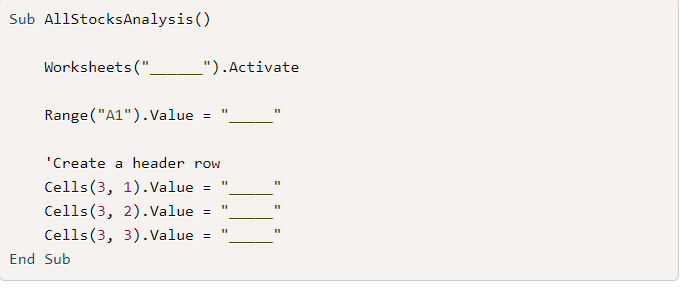 Sub AllStocksAnalysis()
Worksheets("______").Activate
Range("A1").Value = "_____"
'Create a header row
Cells(3, 1).Value = "_____"
Cells(3, 2).Value = "_____"
Cells(3, 3).Value = "_____"
End Sub